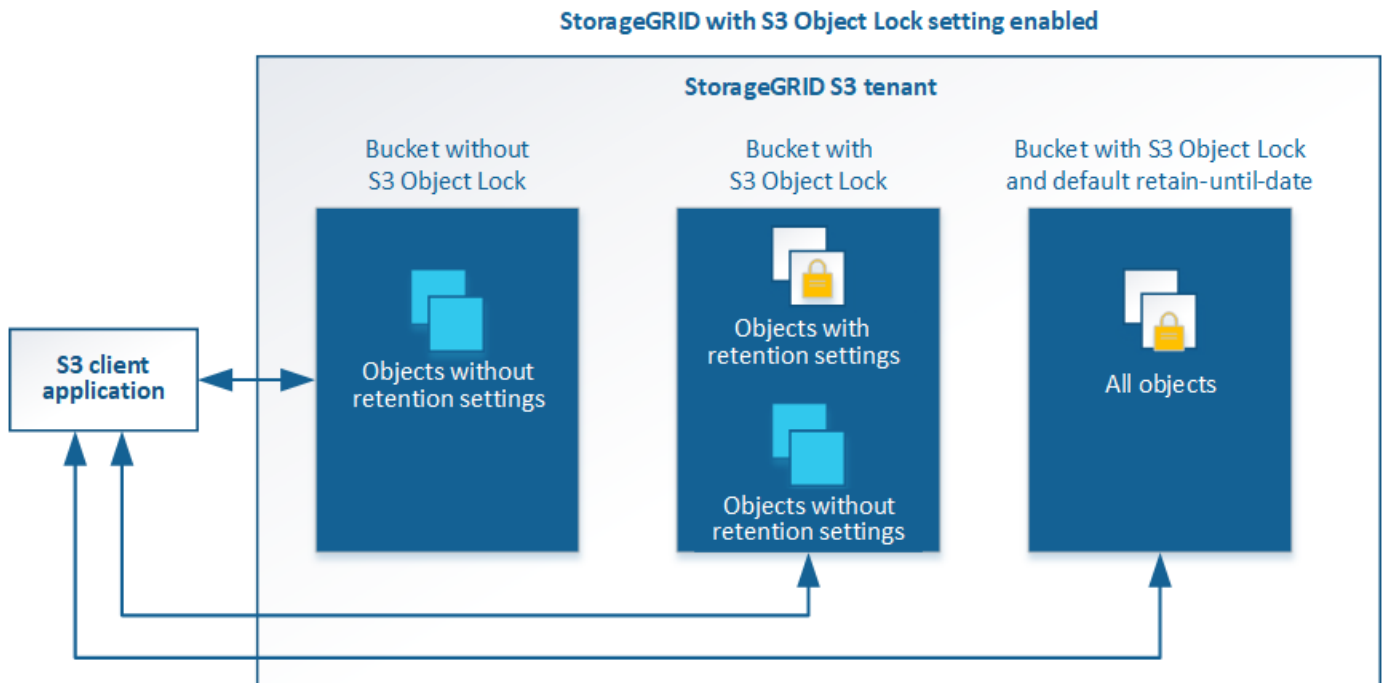 StorageGRID with S3 Object Lock setting enabled
StorageGRID S3 tenant
Bucket without
S3 Object Lock
Bucket with
S3 Object Lock
Bucket with S3 Object Lock
and default retain-until-date
S3 client
application
Objects without
retention settings
Objects with
retention settings
Objects without
retention settings
All objects